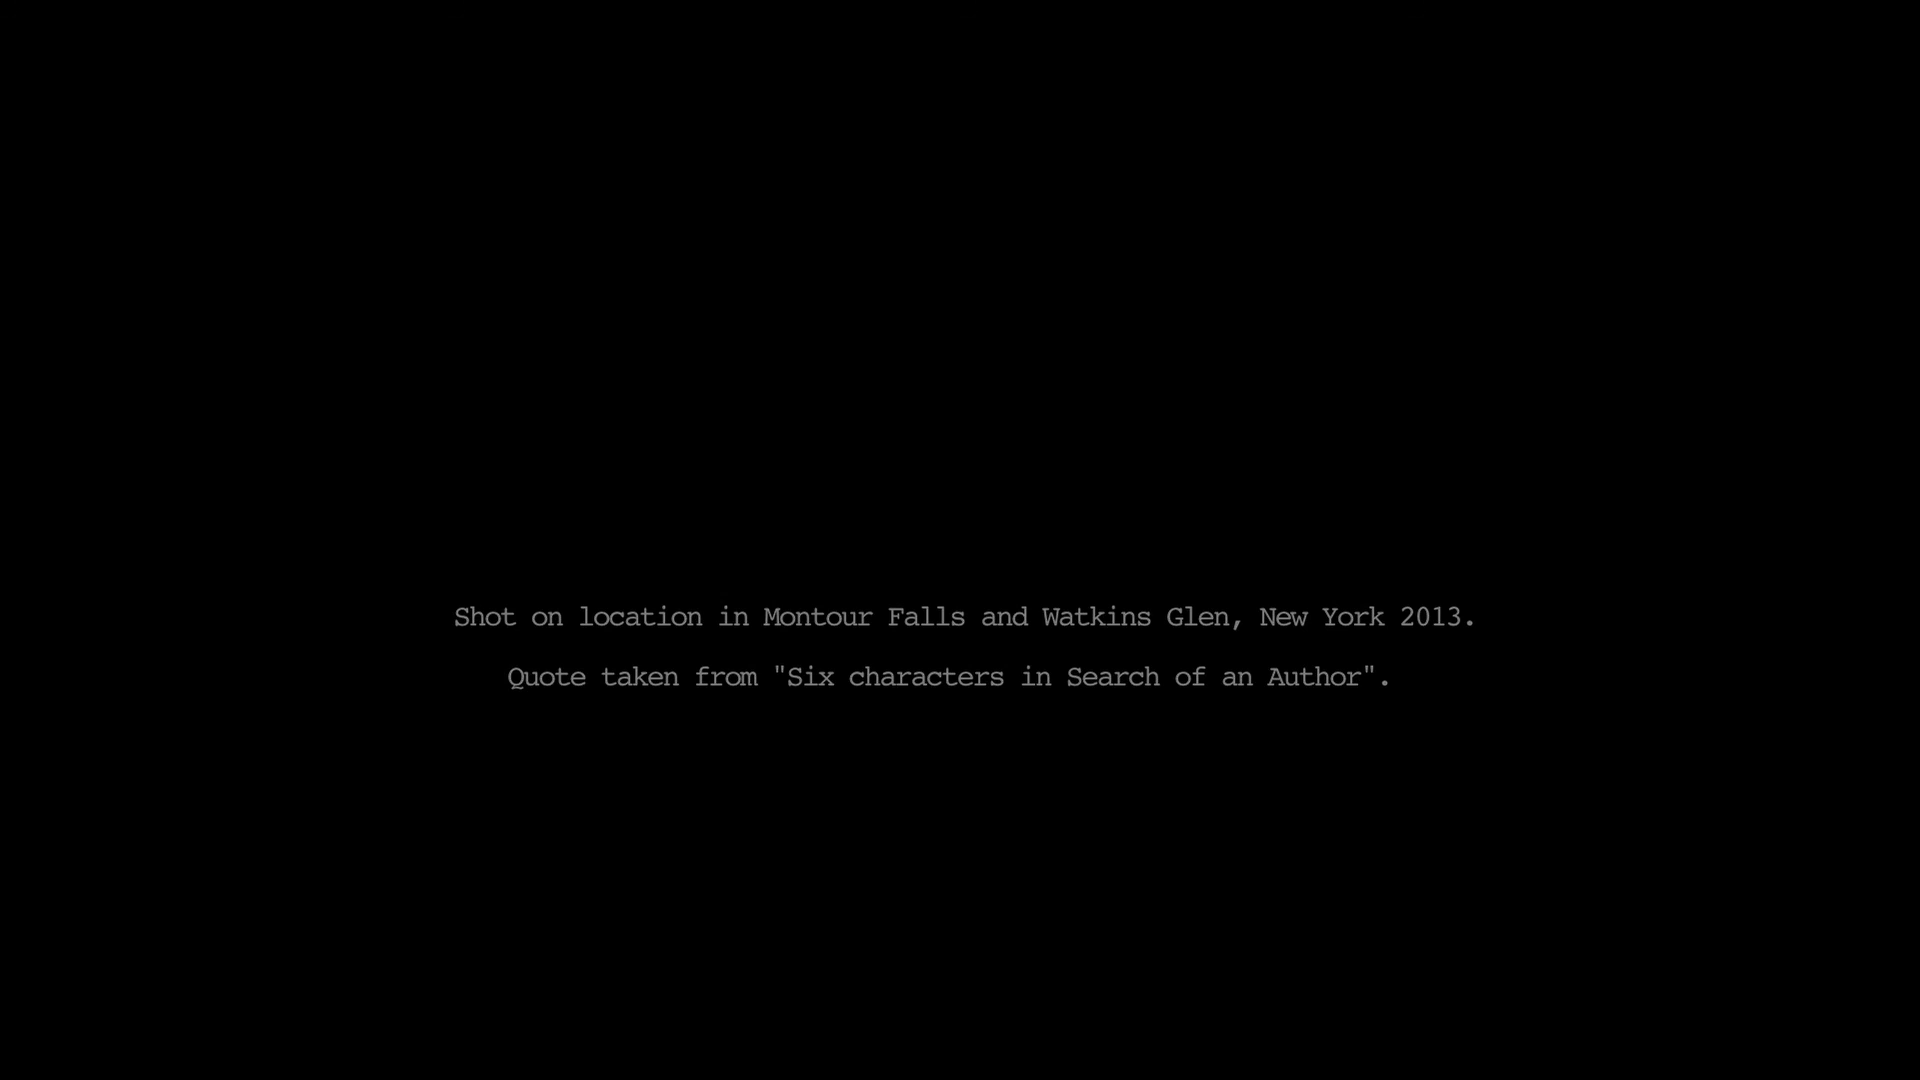 Shot on location in Montour Falls and Watkins Glen, New York 2013.
Quote taken from "Six characters in Search of an Author".